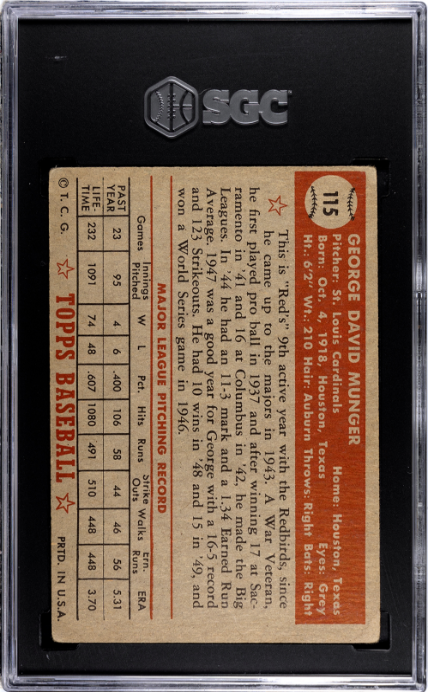 SGC
115
GEORGE DAVID MUNGER
Pitcher: St. Louis Cardinals Home: Houston, Texas
Born: Oct. 4, 1918, Houston, Texas Eyes: Grey
Ht.: 6'2" Wt.: 210 Hair: Auburn Throws: Right Bats: Right
This is "Red's" 9th active year with the Redbirds, since
he came up to the majors in 1943. A War Veteran,
he first played pro ball in 1937 and after winning 17 at Sac-
ramento in '41 and 16 at Columbus in '42, he made the Big
Leagues. In '44 he had an 11-3 mark and a 1.34 Earned Run
Average. 1947 was a good year for George with a 16-5 record
and 123 Strikeouts. He had 10 wins in '48 and 15 in '49, and
won a World Series game in 1946.
MAJOR LEAGUE PITCHING RECORD
Games Innings Pitched W L Pct. Hits Runs Strike Outs Walks Ern. Runs ERA
PAST YEAR 23 95 4 6 .400 106 58 44 46 56 5.31
LIFE-TIME 232 1091 74 48 .607 1080 491 510 448 448 3.70
© T. C. G. TOPPS BASEBALL PRTD. IN U.S.A.